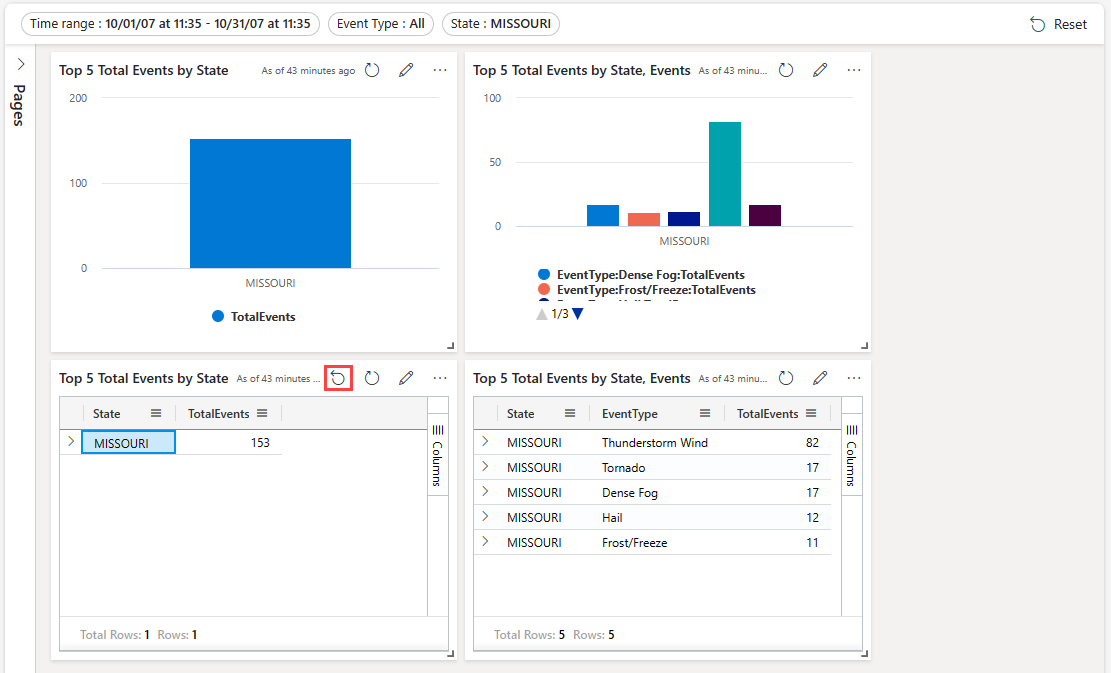 Time range : 10/01/07 at 11:35 - 10/31/07 at 11:35
Event Type : All
State : MISSOURI
Reset
Pages
Top 5 Total Events by State
As of 43 minutes ago
200
100
0
MISSOURI
TotalEvents
Top 5 Total Events by State, Events
As of 43 minu...
100
50
0
MISSOURI
EventType:Dense Fog:TotalEvents
EventType:Frost/Freeze:TotalEvents
1/3
Top 5 Total Events by State
As of 43 minutes ...
State TotalEvents
MISSOURI 153
Columns
Total Rows: 1 Rows: 1
Top 5 Total Events by State, Events
As of 43 minu...
State EventType TotalEvents
MISSOURI Thunderstorm Wind 82
MISSOURI Tornado 17
MISSOURI Dense Fog 17
MISSOURI Hail 12
MISSOURI Frost/Freeze 11
Columns
Total Rows: 5 Rows: 5